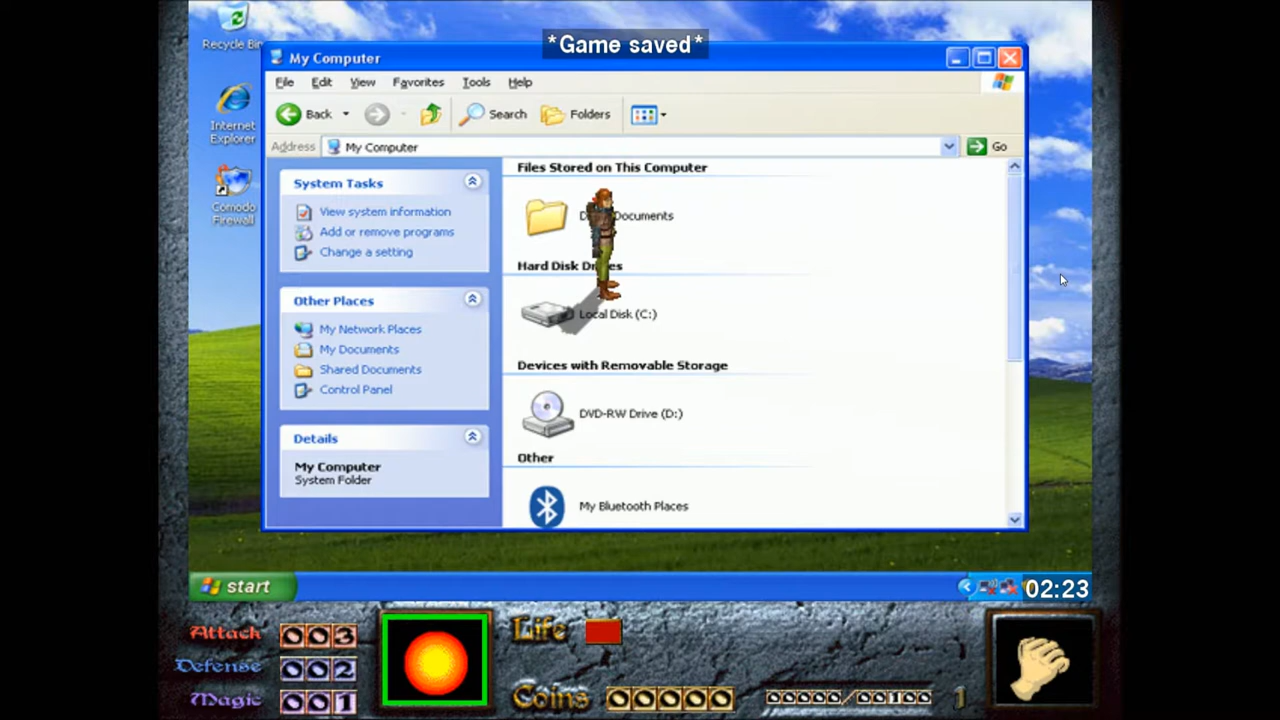 *Game saved*
Recycle Bin
My Computer
File Edit View Favorites Tools Help
Back Search Folders
Address My Computer Go
Internet
Explorer
Comodo
Firewall
System Tasks
View system information
Add or remove programs
Change a setting
Other Places
My Network Places
My Documents
Shared Documents
Control Panel
Details
My Computer
System Folder
Files Stored on This Computer
Documents
Hard Disk Drives
Local Disk (C:)
Devices with Removable Storage
DVD-RW Drive (D:)
Other
My Bluetooth Places
start
02:23
Attack 003
Defense 002
Magic 001
Life
Coins 00000
00000/00100
1